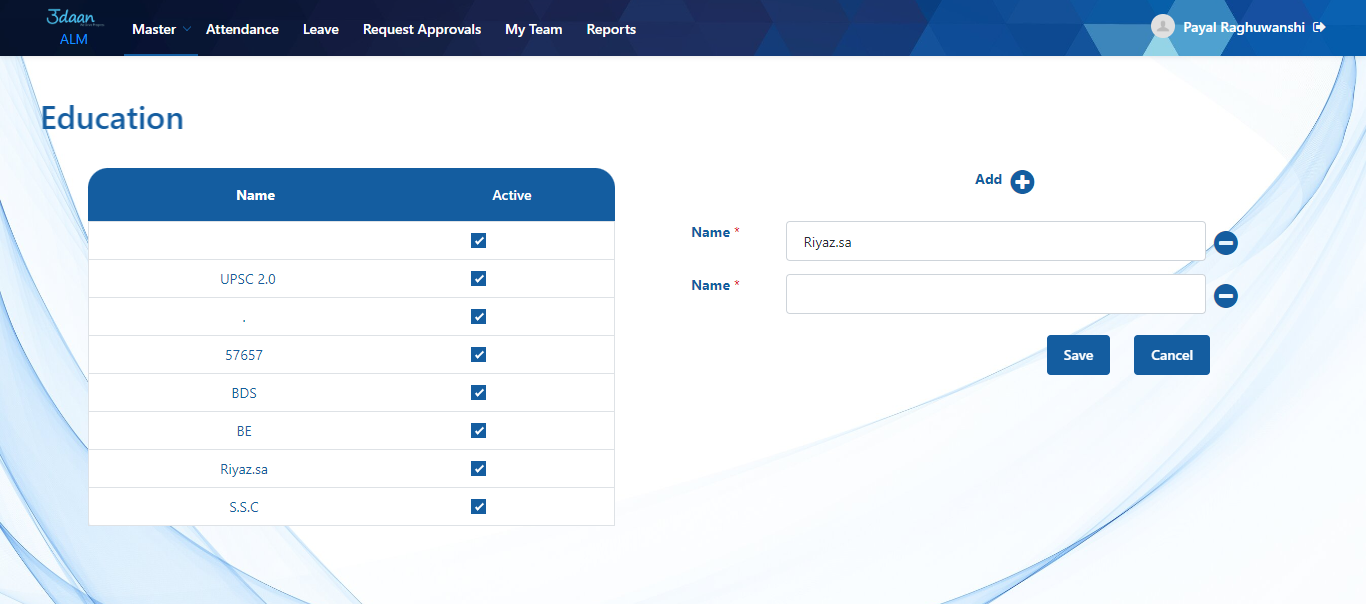 उdaan
ALM
Master Attendance Leave Request Approvals My Team Reports
Payal Raghuwanshi
Education
Name Active
UPSC 2.0
.
57657
BDS
BE
Riyaz.sa
S.S.C
Add
Name *
Riyaz.sa
Name *
Save Cancel